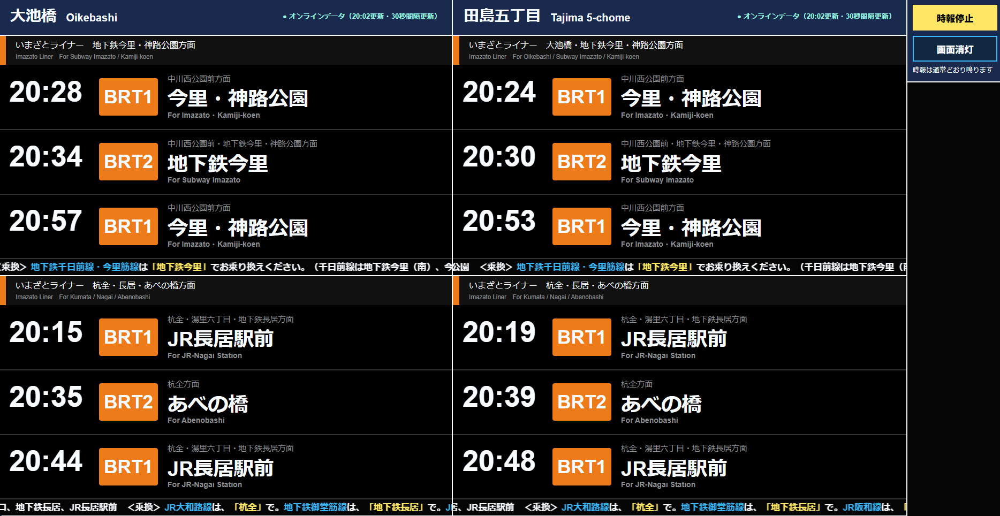 大池橋 Oikebashi
● オンラインデータ（20:02更新・30秒間隔更新）
いまざとライナー　地下鉄今里・神路公園方面
Imazato Liner　For Subway Imazato / Kamiji-koen
20:28 BRT1
中川西公園前方面
今里・神路公園
For Imazato・Kamiji-koen
20:34 BRT2
中川西公園前・地下鉄今里・神路公園方面
地下鉄今里
For Subway Imazato
20:57 BRT1
中川西公園前方面
今里・神路公園
For Imazato・Kamiji-koen
＜乗換＞ 地下鉄千日前線・今里筋線は「地下鉄今里」でお乗り換えください。（千日前線は地下鉄今里（南）、今
いまざとライナー　杭全・長居・あべの橋方面
Imazato Liner　For Kumata / Nagai / Abenobashi
20:15 BRT1
杭全・湯里六丁目・地下鉄長居方面
JR長居駅前
For JR-Nagai Station
20:35 BRT2
杭全方面
あべの橋
For Abenobashi
20:44 BRT1
杭全・湯里六丁目・地下鉄長居方面
JR長居駅前
For JR-Nagai Station
ロ、地下鉄長居、JR長居駅前　＜乗換＞ JR大和路線は、「杭全」で。地下鉄御堂筋線は、「地下鉄長居」で。J
田島五丁目 Tajima 5-chome
● オンラインデータ（20:02更新・30秒間隔更新）
いまざとライナー　大池橋・地下鉄今里・神路公園方面
Imazato Liner　For Oikebashi / Subway Imazato / Kamiji-koen
20:24 BRT1
中川西公園前方面
今里・神路公園
For Imazato・Kamiji-koen
20:30 BRT2
中川西公園前・地下鉄今里・神路公園方面
地下鉄今里
For Subway Imazato
20:53 BRT1
中川西公園前方面
今里・神路公園
For Imazato・Kamiji-koen
公園　＜乗換＞ 地下鉄千日前線・今里筋線は「地下鉄今里」でお乗り換えください。（千日前線は地下鉄今里（南
いまざとライナー　杭全・長居・あべの橋方面
Imazato Liner　For Kumata / Nagai / Abenobashi
20:19 BRT1
杭全・湯里六丁目・地下鉄長居方面
JR長居駅前
For JR-Nagai Station
20:39 BRT2
杭全方面
あべの橋
For Abenobashi
20:48 BRT1
杭全・湯里六丁目・地下鉄長居方面
JR長居駅前
For JR-Nagai Station
居、JR長居駅前　＜乗換＞ JR大和路線は、「杭全」で。地下鉄御堂筋線は、「地下鉄長居」で。JR阪和線は、「
時報停止
画面消灯
時報は通常どおり鳴ります